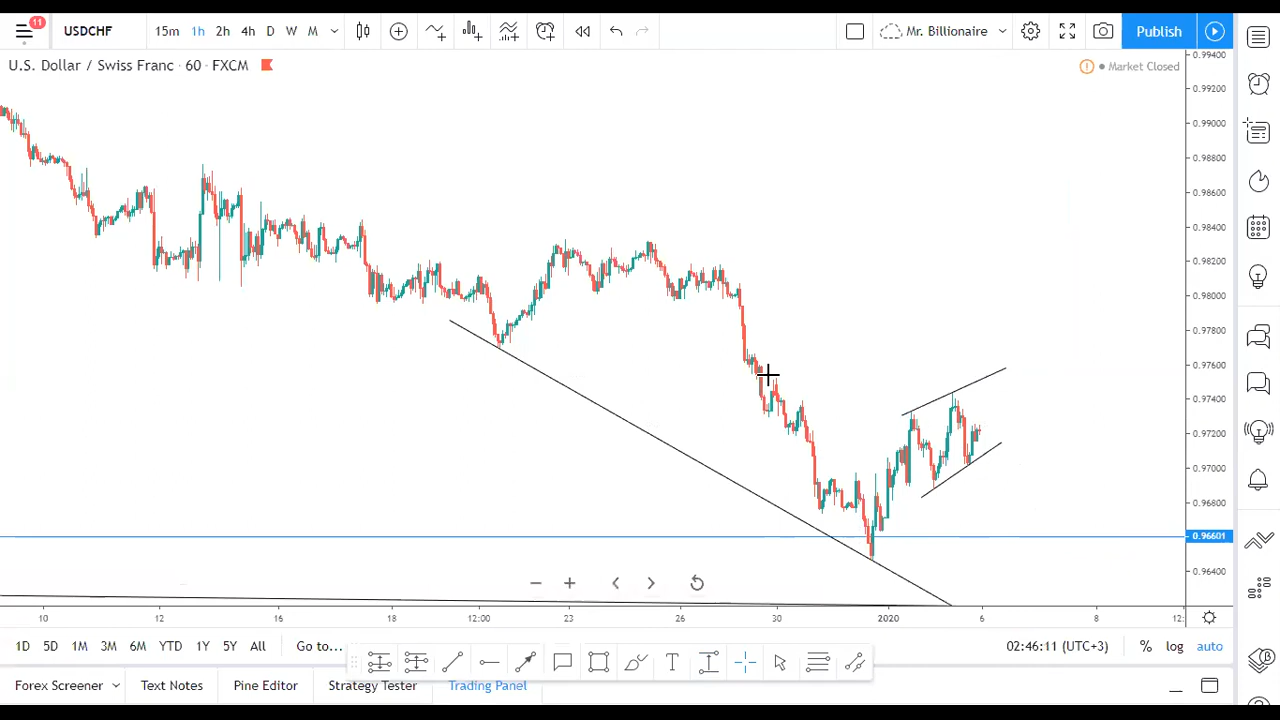 11
USDCHF
15m 1h 2h 4h D W M
Mr. Billionaire
Publish
U.S. Dollar / Swiss Franc · 60 · FXCM
Market Closed
0.99400
0.99200
0.99000
0.98800
0.98600
0.98400
0.98200
0.98000
0.97800
0.97600
0.97400
0.97200
0.97000
0.96800
0.96601
0.96400
10 12 16 18 12:00 23 26 30 2020 6 8 12:
1D 5D 1M 3M 6M YTD 1Y 5Y All Go to... 02:46:11 (UTC+3) % log auto
T
Forex Screener Text Notes Pine Editor Strategy Tester Trading Panel